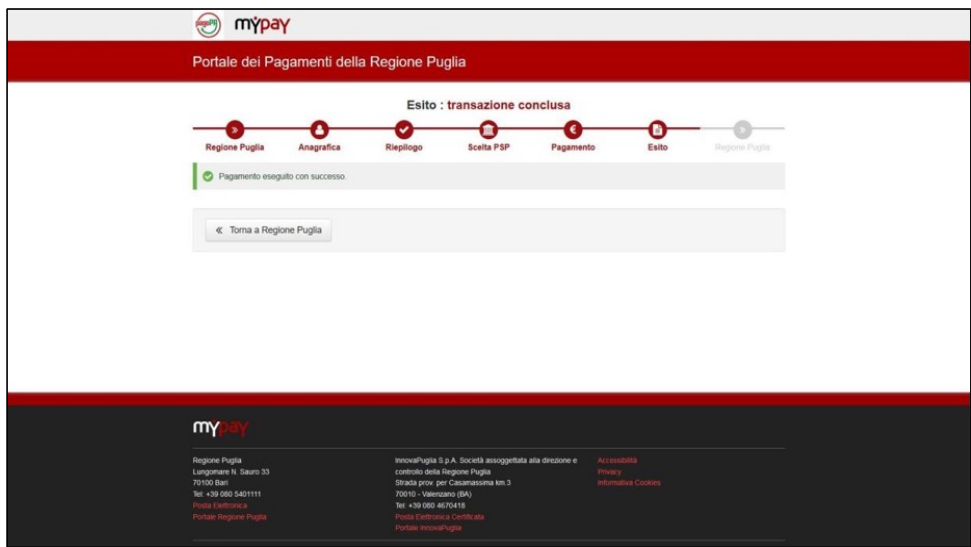 pagoPA mypay
Portale dei Pagamenti della Regione Puglia
Esito : transazione conclusa
Regione Puglia Anagrafica Riepilogo Scelta PSP Pagamento Esito Regione Puglia
Pagamento eseguito con successo.
« Torna a Regione Puglia
mypay
Regione Puglia
Lungomare N. Sauro 33
70100 Bari
Tel: +39 080 5401111
Posta Elettronica
Portale Regione Puglia
InnovaPuglia S.p.A. Società assoggettata alla direzione e
controllo della Regione Puglia
Strada prov. per Casamassima km.3
70010 - Valenzano (BA)
Tel: +39 080 4670418
Posta Elettronica Certificata
Portale InnovaPuglia
Accessibilità
Privacy
Informativa Cookies